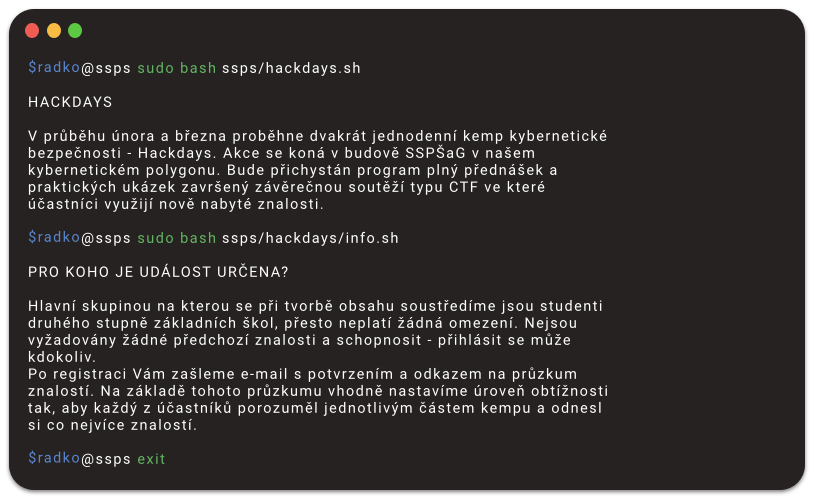 $radko@ssps sudo bash ssps/hackdays.sh
HACKDAYS
V průběhu února a března proběhne dvakrát jednodenní kemp kybernetické
bezpečnosti - Hackdays. Akce se koná v budově SSPŠaG v našem
kybernetickém polygonu. Bude přichystán program plný přednášek a
praktických ukázek završený závěrečnou soutěží typu CTF ve které
účastníci využijí nově nabyté znalosti.
$radko@ssps sudo bash ssps/hackdays/info.sh
PRO KOHO JE UDÁLOST URČENA?
Hlavní skupinou na kterou se při tvorbě obsahu soustředíme jsou studenti
druhého stupně základních škol, přesto neplatí žádná omezení. Nejsou
vyžadovány žádné předchozí znalosti a schopnosit - přihlásit se může
kdokoliv.
Po registraci Vám zašleme e-mail s potvrzením a odkazem na průzkum
znalostí. Na základě tohoto průzkumu vhodně nastavíme úroveň obtížnosti
tak, aby každý z účastníků porozuměl jednotlivým částem kempu a odnesl
si co nejvíce znalostí.
$radko@ssps exit